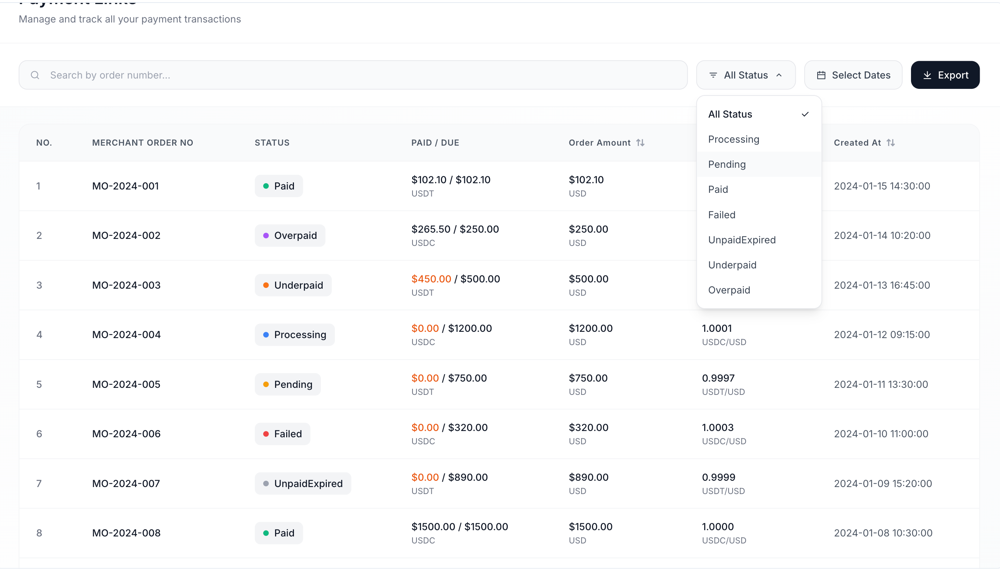 Payment Links
Manage and track all your payment transactions
Search by order number...
All Status
Select Dates
Export
All Status
Processing
Pending
Paid
Failed
UnpaidExpired
Underpaid
Overpaid
NO. MERCHANT ORDER NO STATUS PAID / DUE Order Amount Created At
1 MO-2024-001 Paid $102.10 / $102.10 $102.10 2024-01-15 14:30:00
USDT USD
2 MO-2024-002 Overpaid $265.50 / $250.00 $250.00 2024-01-14 10:20:00
USDC USD
3 MO-2024-003 Underpaid $450.00 / $500.00 $500.00 2024-01-13 16:45:00
USDT USD
4 MO-2024-004 Processing $0.00 / $1200.00 $1200.00 1.0001 2024-01-12 09:15:00
USDC USD USDC/USD
5 MO-2024-005 Pending $0.00 / $750.00 $750.00 0.9997 2024-01-11 13:30:00
USDT USD USDT/USD
6 MO-2024-006 Failed $0.00 / $320.00 $320.00 1.0003 2024-01-10 11:00:00
USDC USD USDC/USD
7 MO-2024-007 UnpaidExpired $0.00 / $890.00 $890.00 0.9999 2024-01-09 15:20:00
USDT USD USDT/USD
8 MO-2024-008 Paid $1500.00 / $1500.00 $1500.00 1.0000 2024-01-08 10:30:00
USDC USD USDC/USD